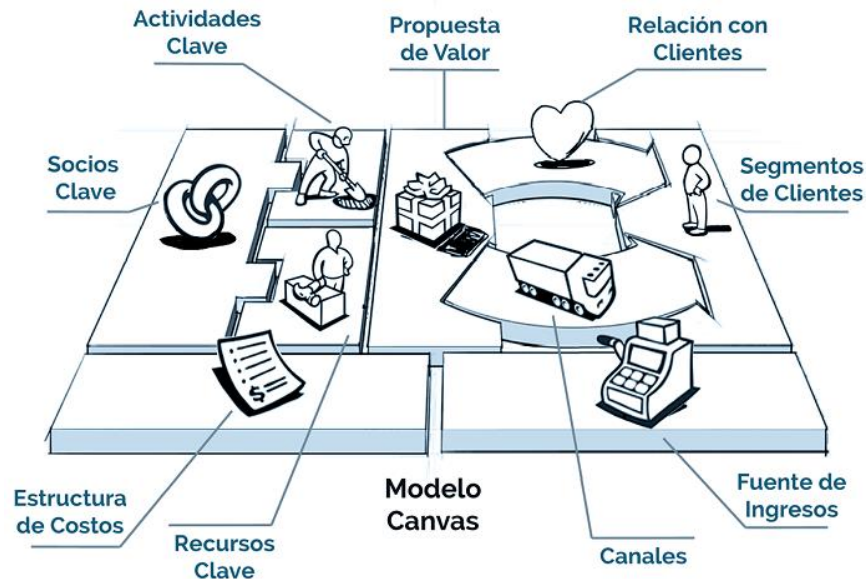 Actividades
Clave
Propuesta
de Valor
Relación con
Clientes
Socios
Clave
Segmentos
de Clientes
$
Estructura
de Costos
Recursos
Clave
Modelo
Canvas
Canales
Fuente de
Ingresos